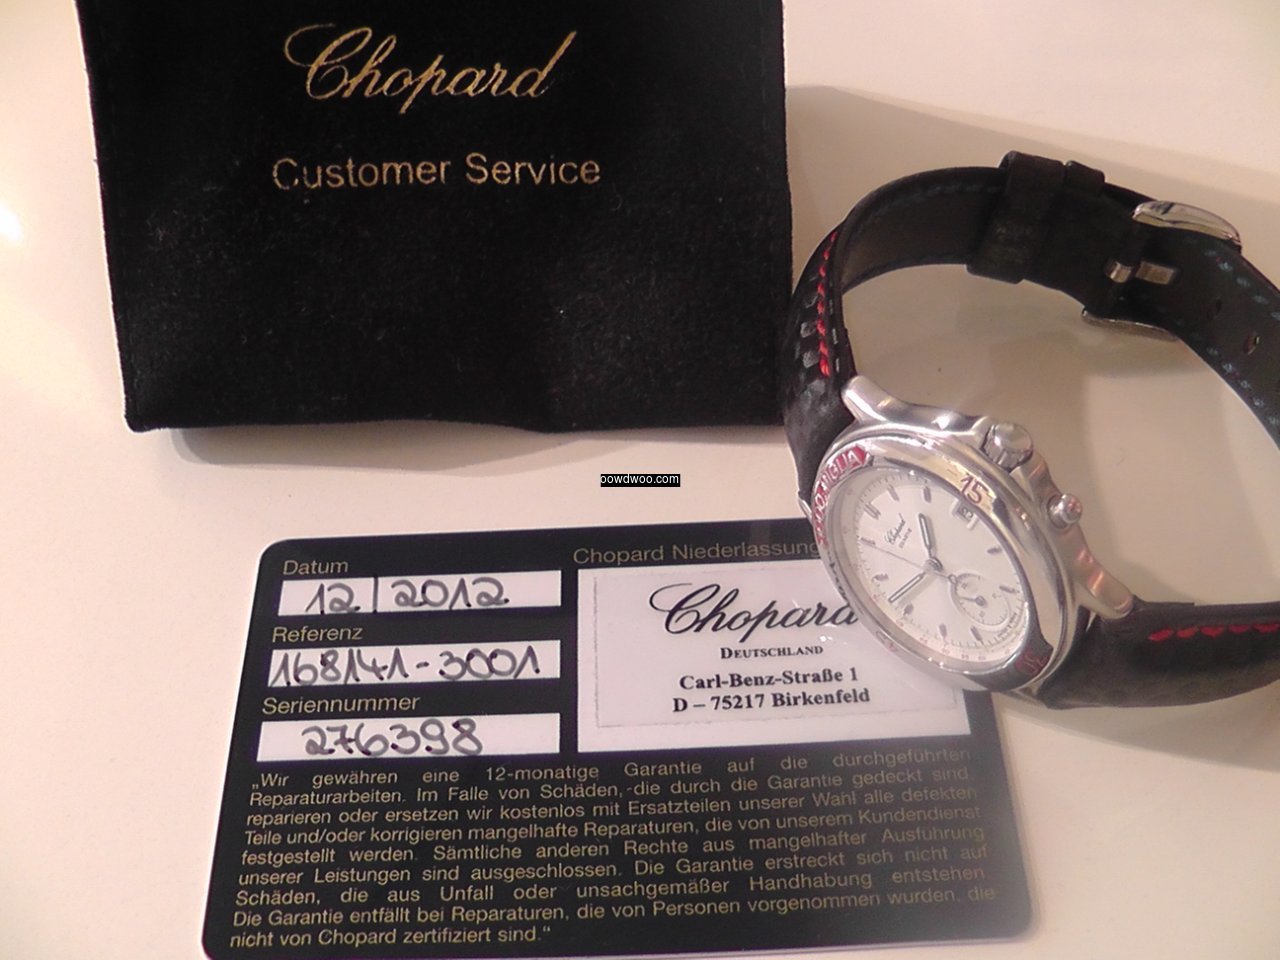 Chopard
Customer Service
oowdwoo.com
Datum
12/2012
Referenz
168141-3001
Seriennummer
276398
Chopard Niederlassung
Chopard
DEUTSCHLAND
Carl-Benz-Straße 1
D – 75217 Birkenfeld
„Wir gewähren eine 12-monatige Garantie auf die durchgeführten
Reparaturarbeiten. Im Falle von Schäden, die durch die Garantie gedeckt sind,
reparieren oder ersetzen wir kostenlos mit Ersatzteilen unserer Wahl alle defekten
Teile und/oder korrigieren mangelhafte Reparaturen, die von unserem Kundendienst
festgestellt werden. Sämtliche anderen Rechte aus mangelhafter Ausführung
unserer Leistungen sind ausgeschlossen. Die Garantie erstreckt sich nicht auf
Schäden, die aus Unfall oder unsachgemäßer Handhabung entstehen.
Die Garantie entfällt bei Reparaturen, die von Personen vorgenommen wurden, die
nicht von Chopard zertifiziert sind."
MIGLIA
15
Chopard
GENEVE